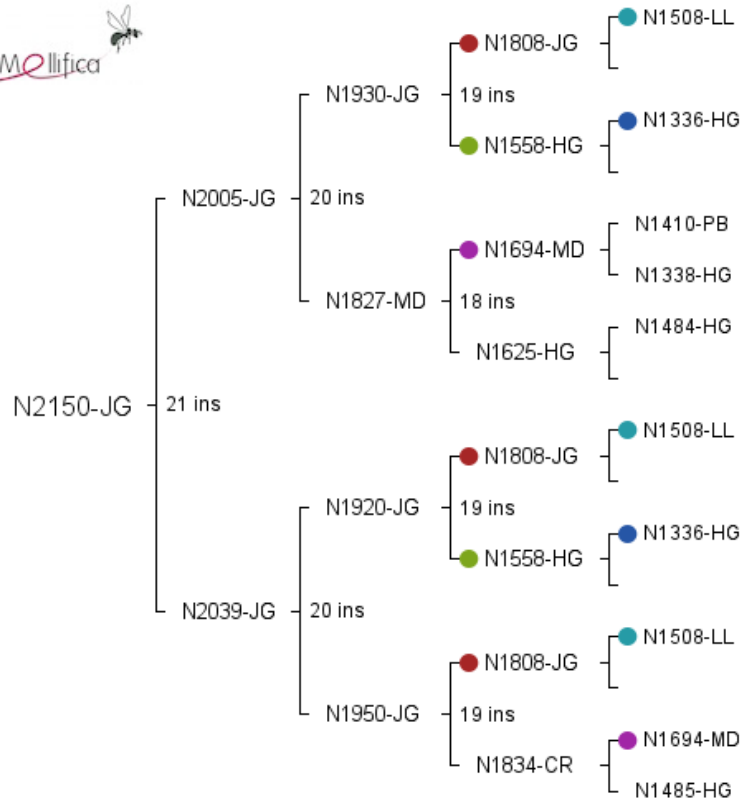 N1508-LL
N1808-JG
Mellifica
N1930-JG
19 ins
N1336-HG
N1558-HG
N2005-JG
20 ins
N1410-PB
N1694-MD
N1338-HG
N1827-MD
18 ins
N1484-HG
N1625-HG
N2150-JG
21 ins
N1508-LL
N1808-JG
N1920-JG
19 ins
N1336-HG
N1558-HG
N2039-JG
20 ins
N1508-LL
N1808-JG
N1950-JG
19 ins
N1694-MD
N1834-CR
N1485-HG